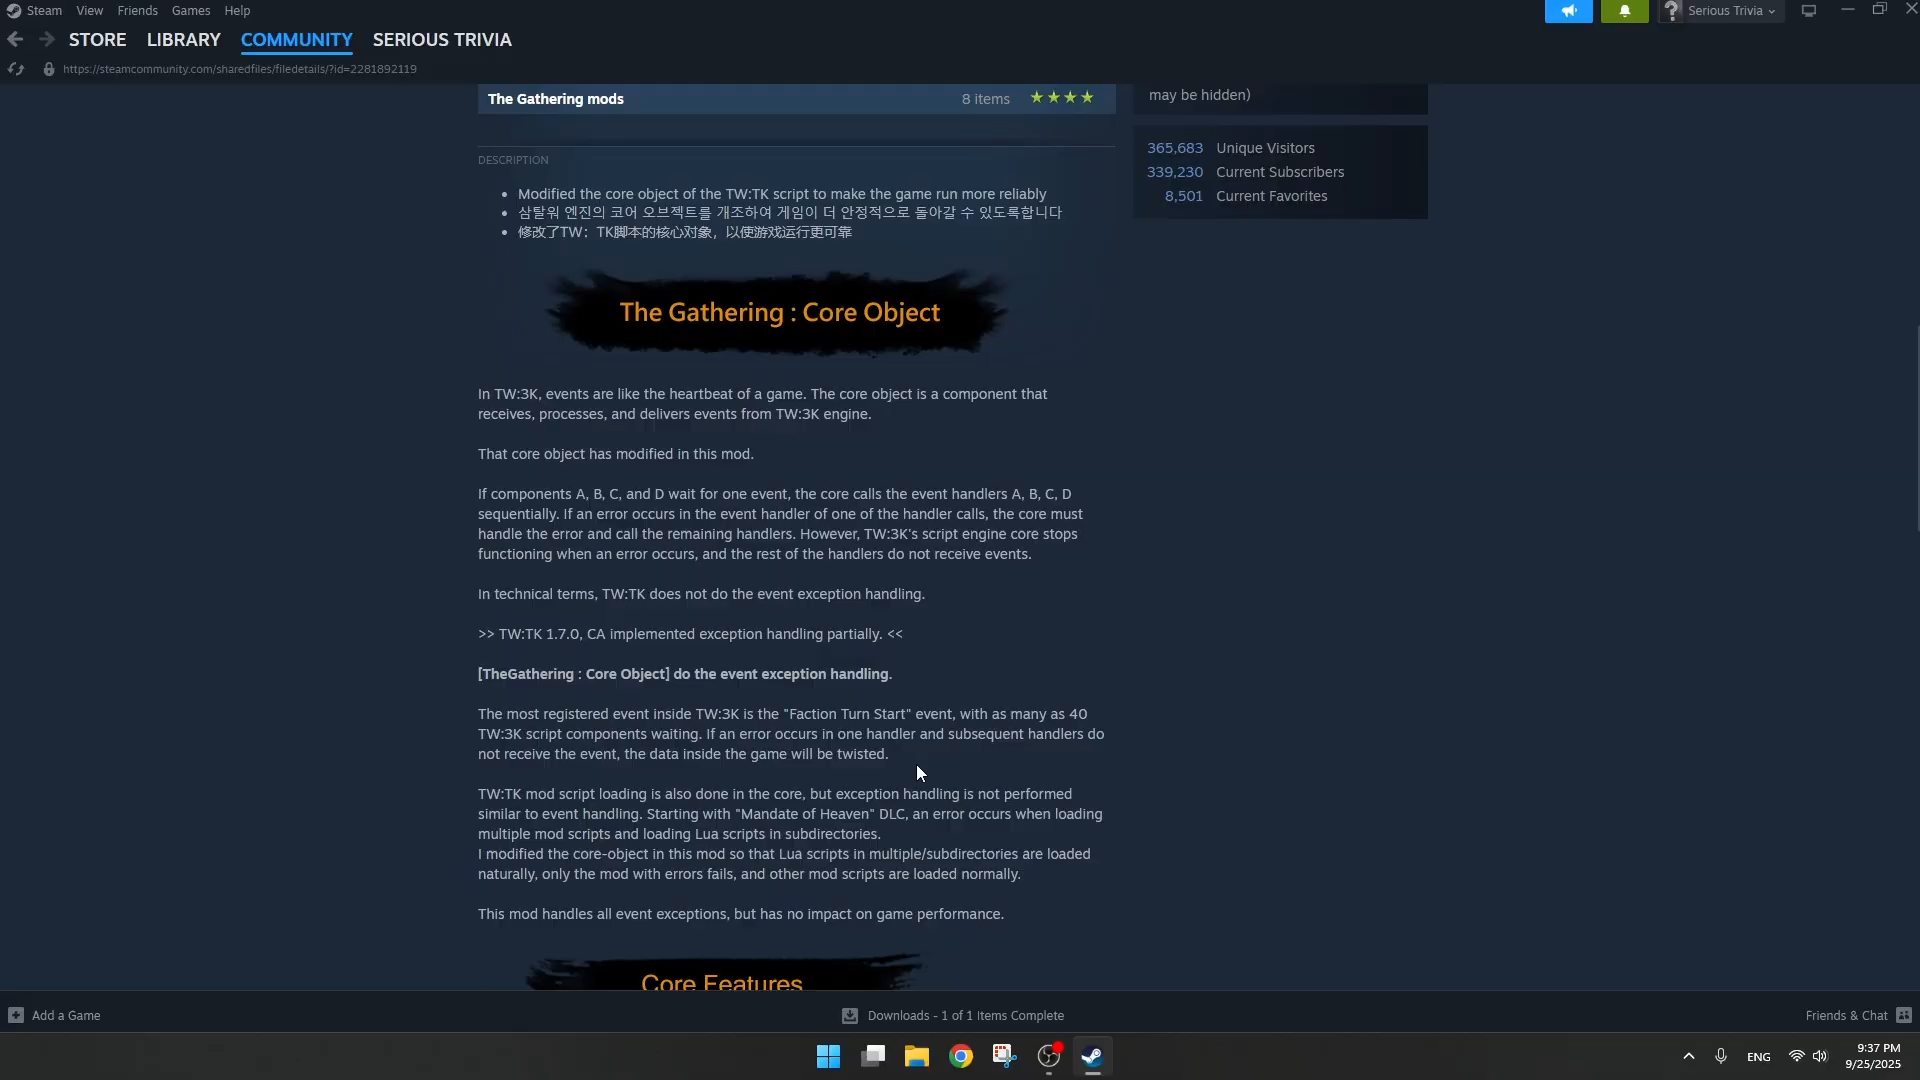 Steam View Friends Games Help
Serious Trivia
STORE LIBRARY COMMUNITY SERIOUS TRIVIA
https://steamcommunity.com/sharedfiles/filedetails/?id=2281892119
The Gathering mods 8 items
may be hidden)
365,683 Unique Visitors
339,230 Current Subscribers
8,501 Current Favorites
DESCRIPTION
Modified the core object of the TW:TK script to make the game run more reliably
삼탈워 엔진의 코어 오브젝트를 개조하여 게임이 더 안정적으로 돌아갈 수 있도록합니다
修改了TW：TK脚本的核心对象，以使游戏运行更可靠
The Gathering : Core Object
In TW:3K, events are like the heartbeat of a game. The core object is a component that
receives, processes, and delivers events from TW:3K engine.
That core object has modified in this mod.
If components A, B, C, and D wait for one event, the core calls the event handlers A, B, C, D
sequentially. If an error occurs in the event handler of one of the handler calls, the core must
handle the error and call the remaining handlers. However, TW:3K's script engine core stops
functioning when an error occurs, and the rest of the handlers do not receive events.
In technical terms, TW:TK does not do the event exception handling.
>> TW:TK 1.7.0, CA implemented exception handling partially. <<
[TheGathering : Core Object] do the event exception handling.
The most registered event inside TW:3K is the "Faction Turn Start" event, with as many as 40
TW:3K script components waiting. If an error occurs in one handler and subsequent handlers do
not receive the event, the data inside the game will be twisted.
TW:TK mod script loading is also done in the core, but exception handling is not performed
similar to event handling. Starting with "Mandate of Heaven" DLC, an error occurs when loading
multiple mod scripts and loading Lua scripts in subdirectories.
I modified the core-object in this mod so that Lua scripts in multiple/subdirectories are loaded
naturally, only the mod with errors fails, and other mod scripts are loaded normally.
This mod handles all event exceptions, but has no impact on game performance.
Core Features
Add a Game
Downloads - 1 of 1 Items Complete
Friends & Chat
ENG
9:37 PM
9/25/2025